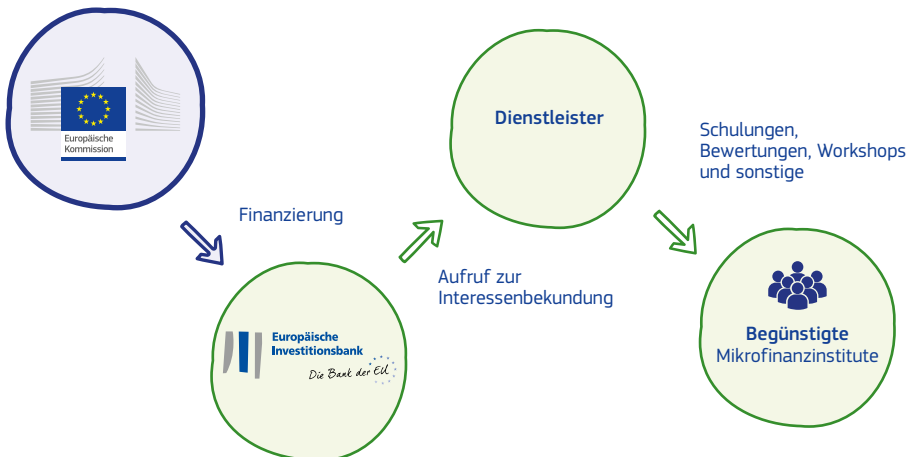 Europäische
Kommission
Finanzierung
Europäische
Investitionsbank
Die Bank der EU
Aufruf zur
Interessenbekundung
Dienstleister
Schulungen,
Bewertungen, Workshops
und sonstige
Begünstigte
Mikrofinanzinstitute